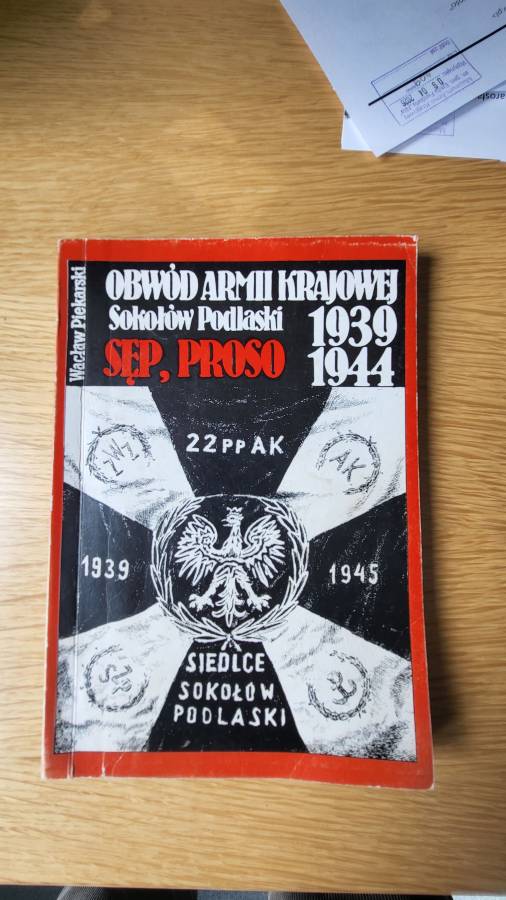 Wacław Piekarski
OBWÓD ARMII KRAJOWEJ
Sokołów Podlaski
SĘP, PROSO
1939
1944
22 pp AK
ZWZ
AK
1939
1945
SZP
SIEDLCE
SOKOŁÓW
PODLASKI